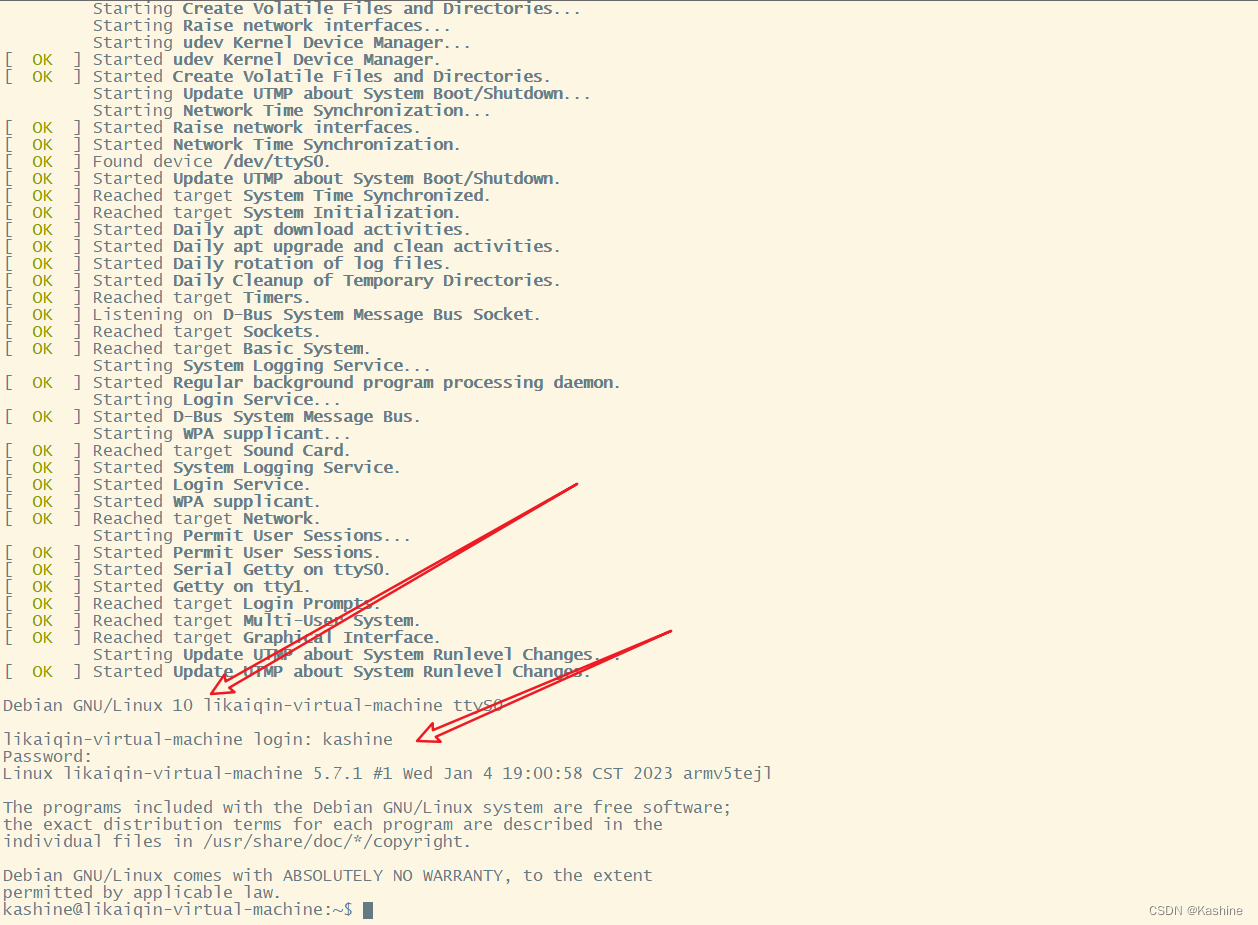 Starting Create Volatile Files and Directories...
Starting Raise network interfaces...
Starting udev Kernel Device Manager...
[  OK  ] Started udev Kernel Device Manager.
[  OK  ] Started Create Volatile Files and Directories.
Starting Update UTMP about System Boot/Shutdown...
Starting Network Time Synchronization...
[  OK  ] Started Raise network interfaces.
[  OK  ] Started Network Time Synchronization.
[  OK  ] Found device /dev/ttyS0.
[  OK  ] Started Update UTMP about System Boot/Shutdown.
[  OK  ] Reached target System Time Synchronized.
[  OK  ] Reached target System Initialization.
[  OK  ] Started Daily apt download activities.
[  OK  ] Started Daily apt upgrade and clean activities.
[  OK  ] Started Daily rotation of log files.
[  OK  ] Started Daily Cleanup of Temporary Directories.
[  OK  ] Reached target Timers.
[  OK  ] Listening on D-Bus System Message Bus Socket.
[  OK  ] Reached target Sockets.
[  OK  ] Reached target Basic System.
Starting System Logging Service...
[  OK  ] Started Regular background program processing daemon.
Starting Login Service...
[  OK  ] Started D-Bus System Message Bus.
Starting WPA supplicant...
[  OK  ] Reached target Sound Card.
[  OK  ] Started System Logging Service.
[  OK  ] Started Login Service.
[  OK  ] Started WPA supplicant.
[  OK  ] Reached target Network.
Starting Permit User Sessions...
[  OK  ] Started Permit User Sessions.
[  OK  ] Started Serial Getty on ttyS0.
[  OK  ] Started Getty on tty1.
[  OK  ] Reached target Login Prompts.
[  OK  ] Reached target Multi-User System.
[  OK  ] Reached target Graphical Interface.
Starting Update UTMP about System Runlevel Changes...
[  OK  ] Started Update UTMP about System Runlevel Changes.
Debian GNU/Linux 10 likaiqin-virtual-machine ttyS0
likaiqin-virtual-machine login: kashine
Password:
Linux likaiqin-virtual-machine 5.7.1 #1 Wed Jan 4 19:00:58 CST 2023 armv5tejl
The programs included with the Debian GNU/Linux system are free software;
the exact distribution terms for each program are described in the
individual files in /usr/share/doc/*/copyright.
Debian GNU/Linux comes with ABSOLUTELY NO WARRANTY, to the extent
permitted by applicable law.
kashine@likaiqin-virtual-machine:~$
CSDN @Kashine